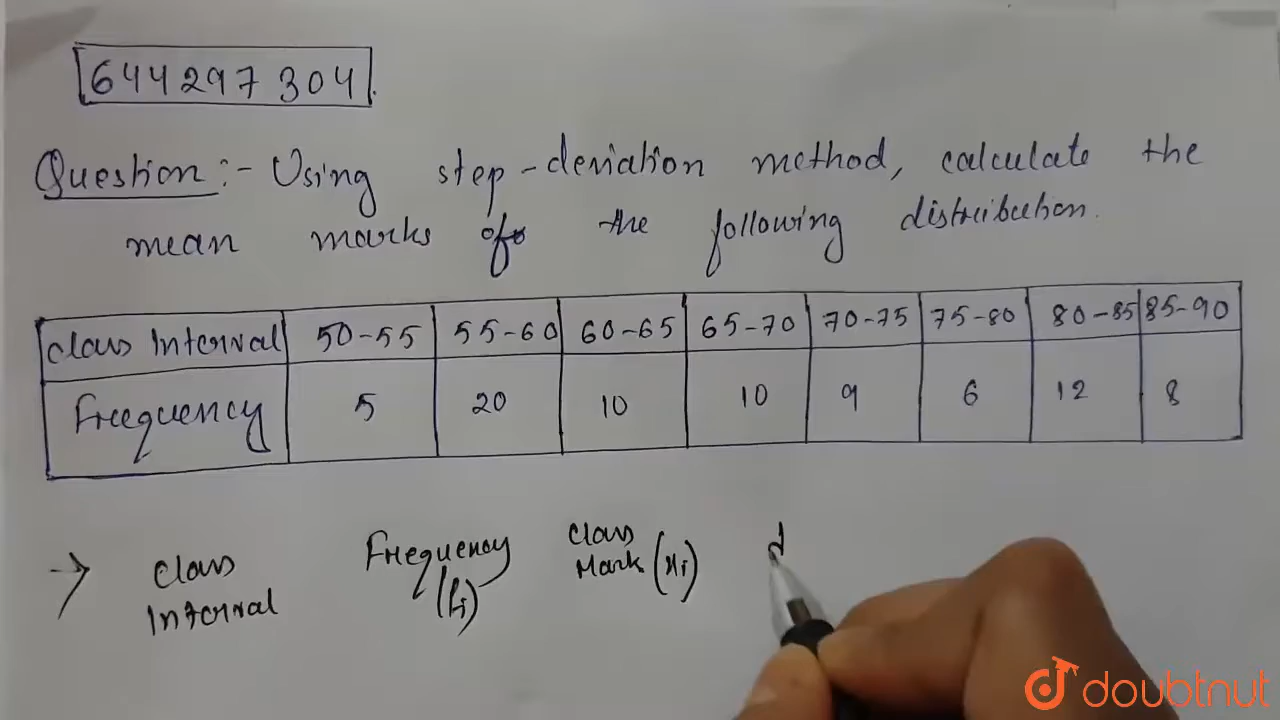 644297304
Question :- Using step-deviation method, calculate the
mean marks of the following distribution.
Class Interval 50-55 55-60 60-65 65-70 70-75 75-80 80-85 85-90
Frequency 5 20 10 10 9 6 12 8
→ Class Interval Frequency (fi) Class Mark (xi) d
doubtnut